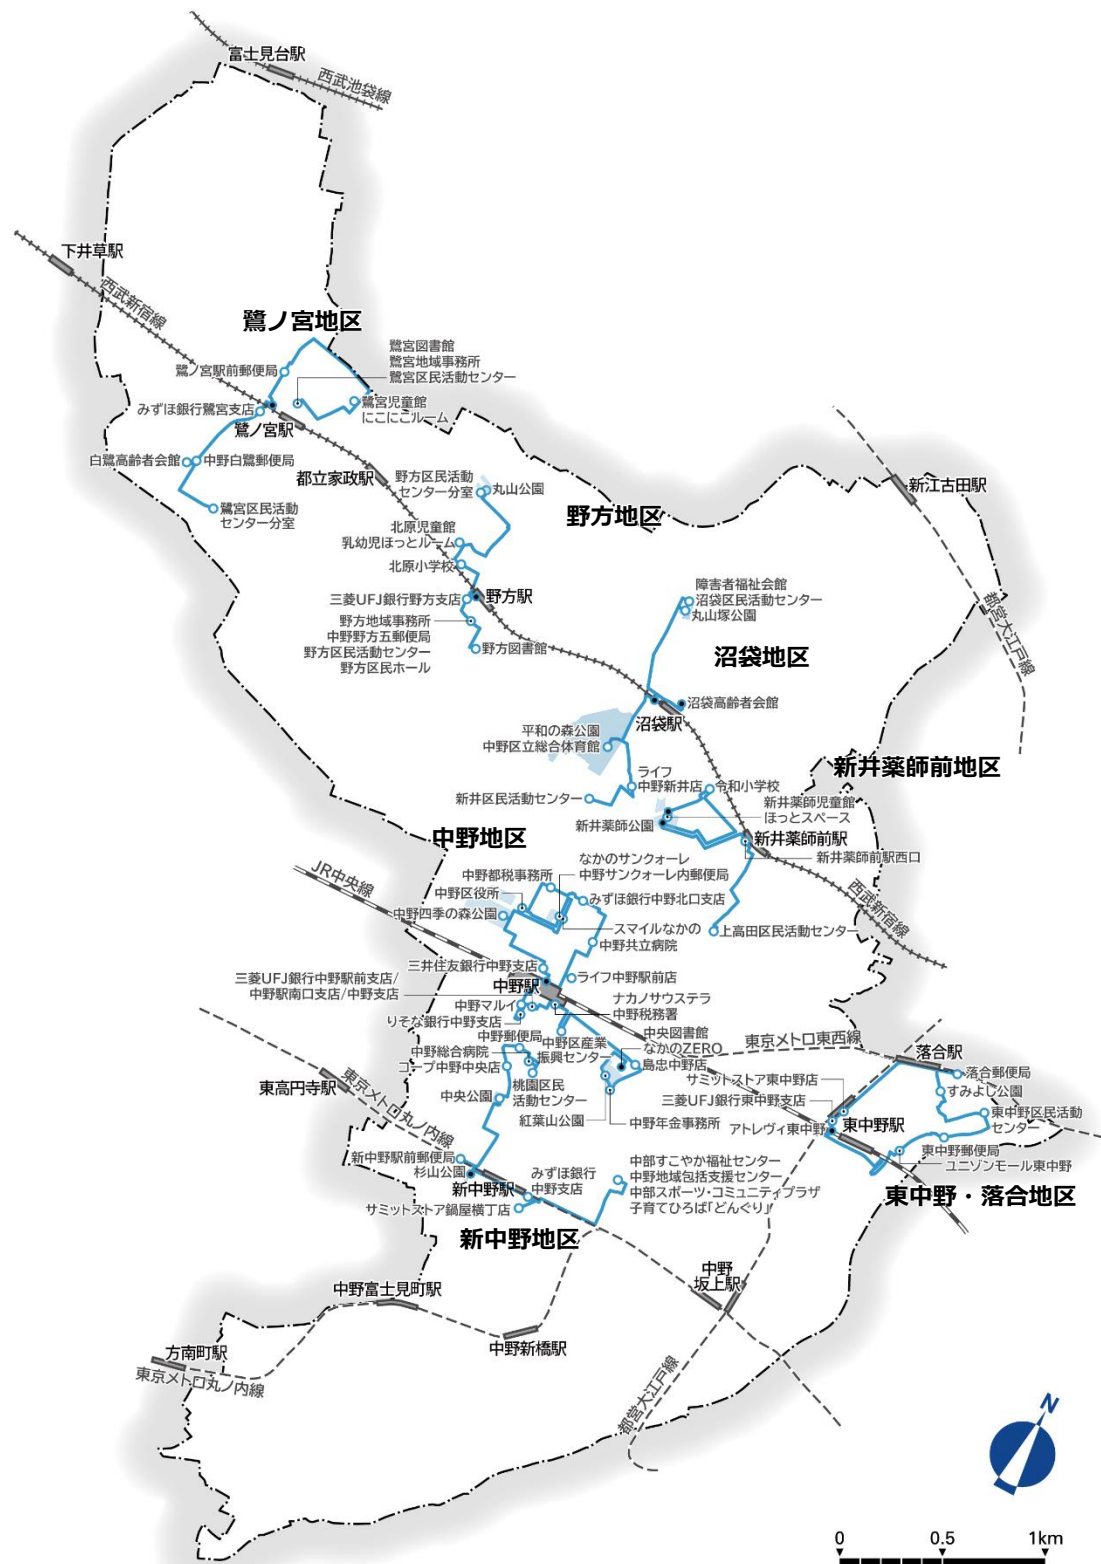 富士見台駅
西武池袋線
下井草駅
西武新宿線
鷺ノ宮地区
鷺宮図書館
鷺宮地域事務所
鷺宮区民活動センター
鷺ノ宮駅前郵便局
みずほ銀行鷺宮支店
鷺宮児童館
にこにこルーム
鷺ノ宮駅
白鷺高齢者会館
中野白鷺郵便局
都立家政駅
鷺宮区民活動
センター分室
野方区民活動
センター分室
丸山公園
新江古田駅
野方地区
北原児童館
乳幼児ほっとルーム
北原小学校
都営大江戸線
三菱UFJ銀行野方支店
野方駅
野方地域事務所
中野野方五郵便局
野方区民活動センター
野方区民ホール
野方図書館
障害者福祉会館
沼袋区民活動センター
丸山塚公園
沼袋地区
沼袋高齢者会館
沼袋駅
平和の森公園
中野区立総合体育館
新井薬師前地区
ライフ
中野新井店
令和小学校
新井区民活動センター
新井薬師児童館
ほっとスペース
新井薬師公園
新井薬師前駅
新井薬師前駅西口
中野地区
JR中央線
なかのサンクォーレ
中野サンクォーレ内郵便局
中野都税事務所
中野区役所
みずほ銀行中野北口支店
西武新宿線
中野四季の森公園
スマイルなかの
上高田区民活動センター
中野共立病院
三井住友銀行中野支店
三菱UFJ銀行中野駅前支店/
中野駅南口支店/中野支店
中野駅
ライフ中野駅前店
中野マルイ
ナカノサウステラ
中野税務署
りそな銀行中野支店
中野郵便局
中野区産業
振興センター
中央図書館
なかのZERO
東京メトロ東西線
落合駅
中野総合病院
コープ中野中央店
島忠中野店
サミットストア東中野店
落合郵便局
すみよし公園
東高円寺駅
東京メトロ丸ノ内線
中央公園
桃園区民
活動センター
紅葉山公園
中野年金事務所
三菱UFJ銀行東中野支店
アトレヴィ東中野
東中野駅
東中野区民活動
センター
東中野郵便局
ユニゾンモール東中野
新中野駅前郵便局
杉山公園
新中野駅
みずほ銀行
中野支店
中部すこやか福祉センター
中野地域包括支援センター
中部スポーツ・コミュニティプラザ
子育てひろば「どんぐり」
東中野・落合地区
サミットストア鍋屋横丁店
新中野地区
中野
坂上駅
中野富士見町駅
中野新橋駅
方南町駅
東京メトロ丸ノ内線
都営大江戸線
N
0 0.5 1km